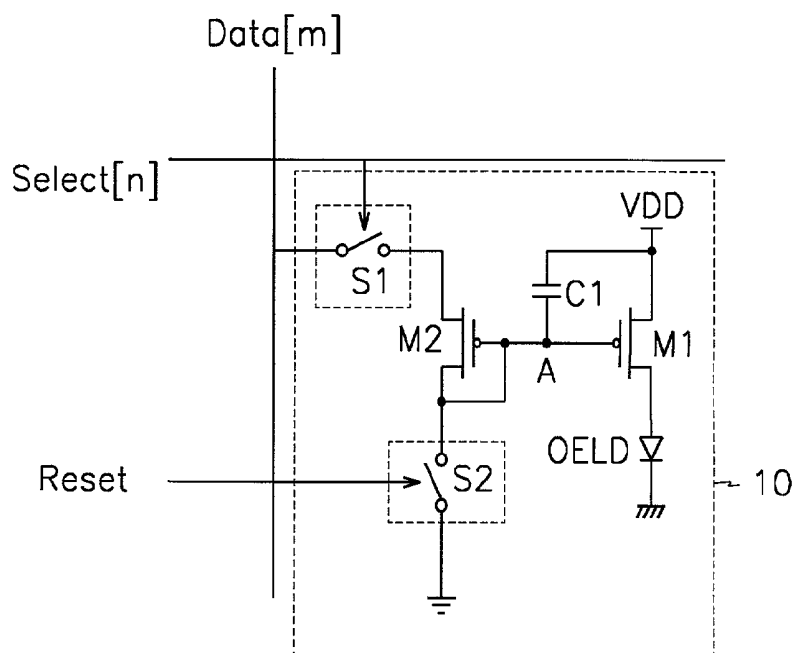 Data[m]
Select[n]
VDD
S1
C1
M2
M1
A
OELD
Reset
S2
10